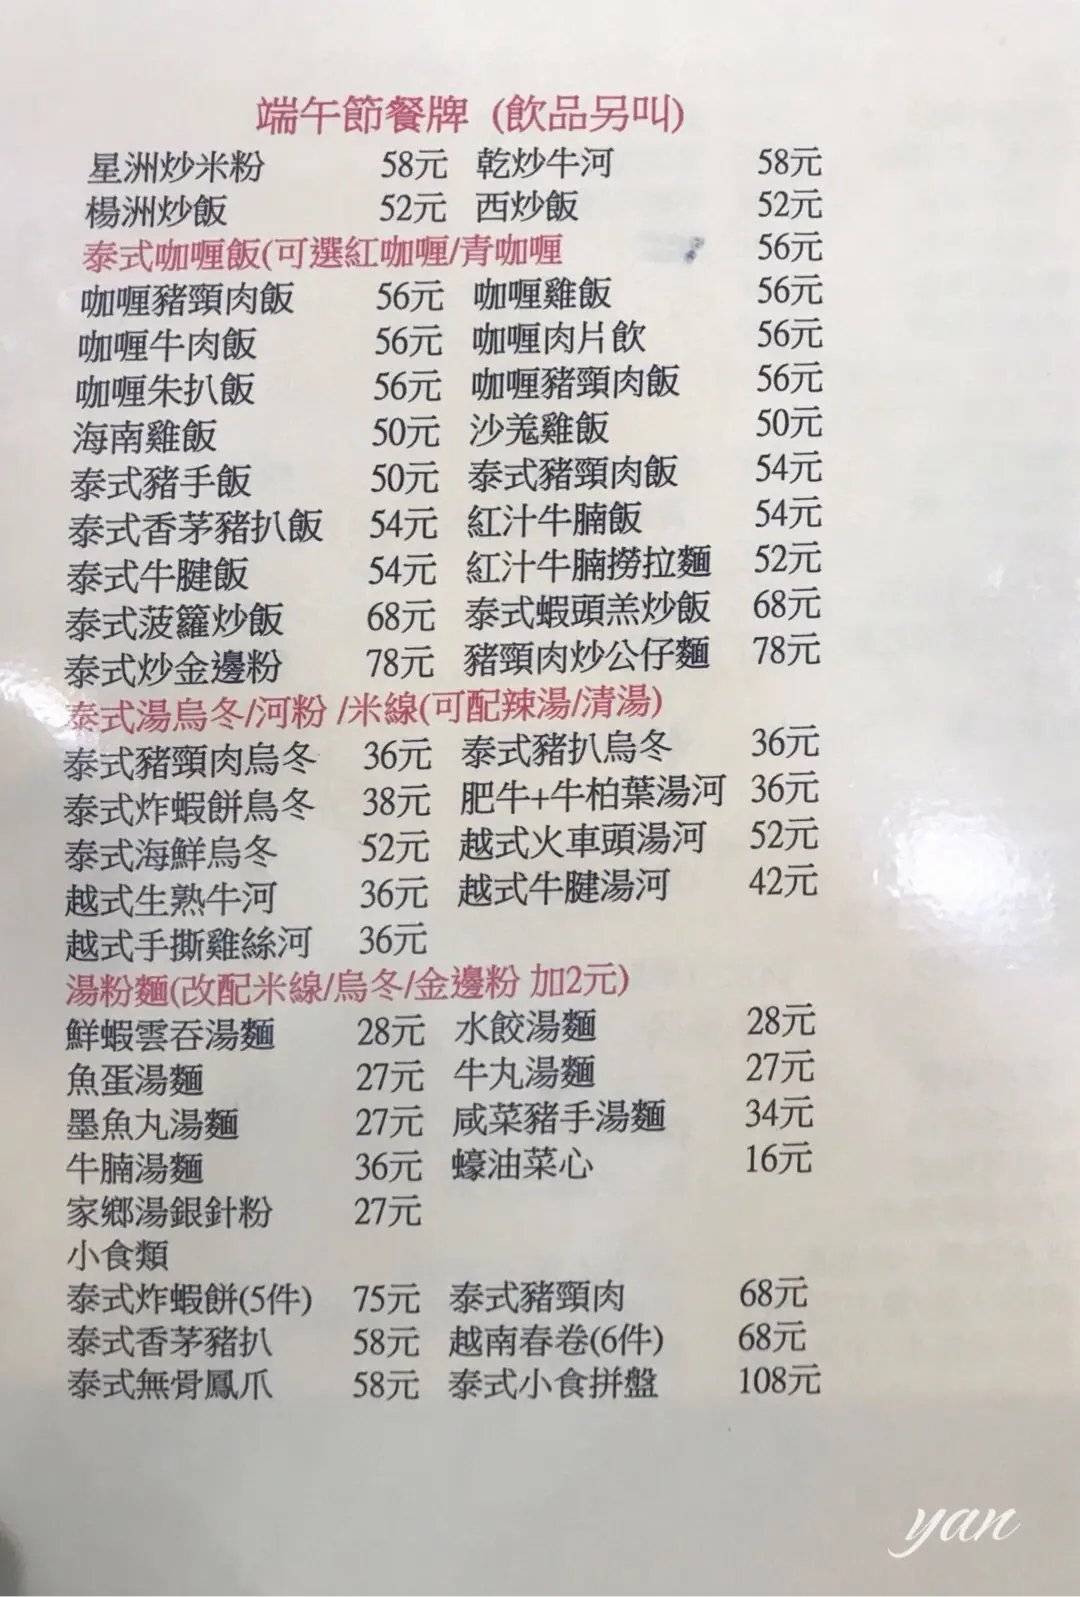 端午節餐牌 (飲品另叫)
星洲炒米粉 58元 乾炒牛河 58元
楊洲炒飯 52元 西炒飯 52元
泰式咖喱飯(可選紅咖喱/青咖喱 56元
咖喱豬頸肉飯 56元 咖喱雞飯 56元
咖喱牛肉飯 56元 咖喱肉片飲 56元
咖喱朱扒飯 56元 咖喱豬頸肉飯 56元
海南雞飯 50元 沙羗雞飯 50元
泰式豬手飯 50元 泰式豬頸肉飯 54元
泰式香茅豬扒飯 54元 紅汁牛腩飯 54元
泰式牛腱飯 54元 紅汁牛腩撈拉麵 52元
泰式菠籮炒飯 68元 泰式蝦頭羔炒飯 68元
泰式炒金邊粉 78元 豬頸肉炒公仔麵 78元
泰式湯烏冬/河粉 /米線(可配辣湯/清湯)
泰式豬頸肉烏冬 36元 泰式豬扒烏冬 36元
泰式炸蝦餅鳥冬 38元 肥牛+牛柏葉湯河 36元
泰式海鮮烏冬 52元 越式火車頭湯河 52元
越式生熟牛河 36元 越式牛腱湯河 42元
越式手撕雞絲河 36元
湯粉麵(改配米線/烏冬/金邊粉 加2元)
鮮蝦雲吞湯麵 28元 水餃湯麵 28元
魚蛋湯麵 27元 牛丸湯麵 27元
墨魚丸湯麵 27元 咸菜豬手湯麵 34元
牛腩湯麵 36元 蠔油菜心 16元
家鄉湯銀針粉 27元
小食類
泰式炸蝦餅(5件) 75元 泰式豬頸肉 68元
泰式香茅豬扒 58元 越南春卷(6件) 68元
泰式無骨鳳爪 58元 泰式小食拼盤 108元
yan